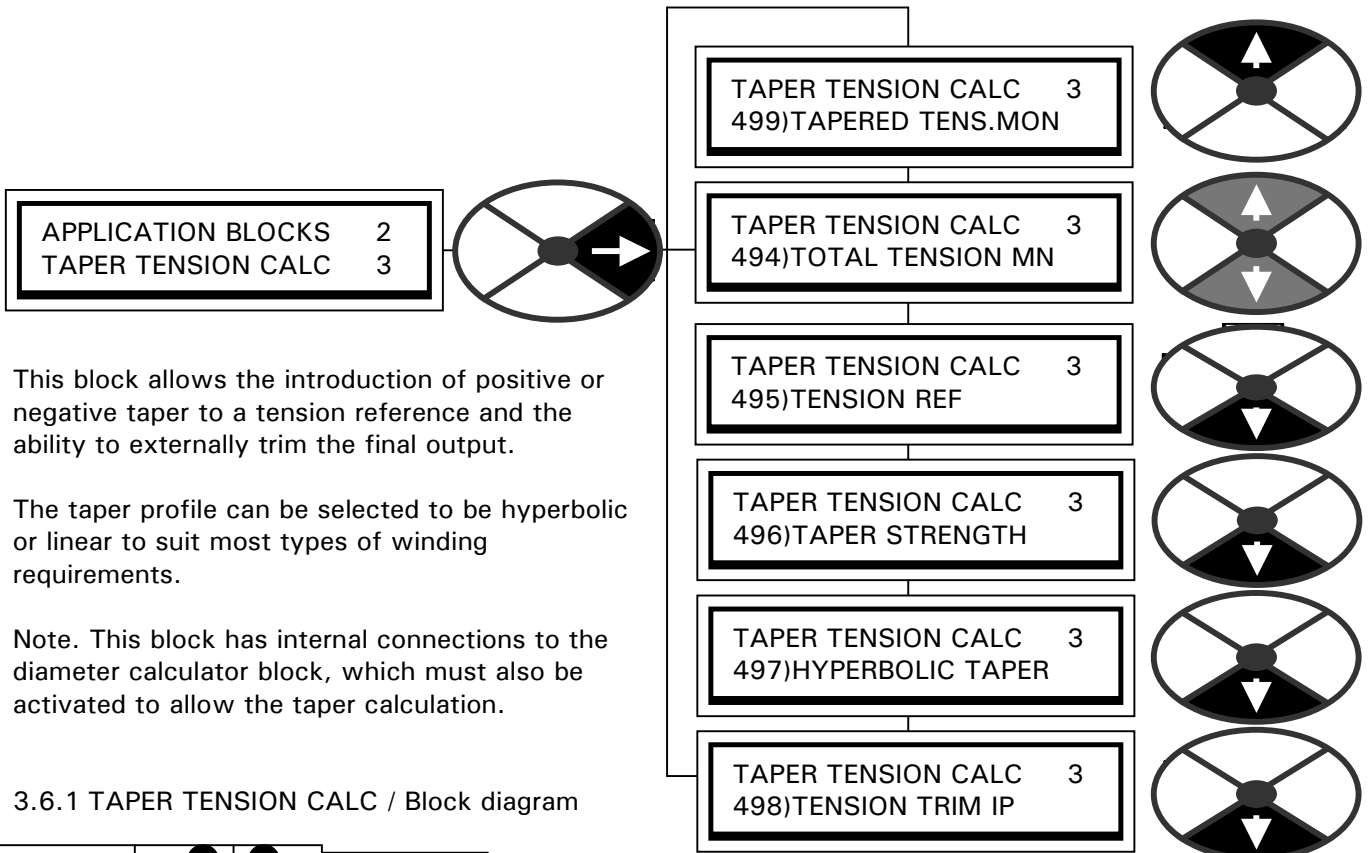 TAPER TENSION CALC 3
499)TAPERED TENS.MON
APPLICATION BLOCKS 2
TAPER TENSION CALC 3
TAPER TENSION CALC 3
494)TOTAL TENSION MN
TAPER TENSION CALC 3
495)TENSION REF
TAPER TENSION CALC 3
496)TAPER STRENGTH
TAPER TENSION CALC 3
497)HYPERBOLIC TAPER
TAPER TENSION CALC 3
498)TENSION TRIM IP
This block allows the introduction of positive or
negative taper to a tension reference and the
ability to externally trim the final output.
The taper profile can be selected to be hyperbolic
or linear to suit most types of winding
requirements.
Note. This block has internal connections to the
diameter calculator block, which must also be
activated to allow the taper calculation.
3.6.1 TAPER TENSION CALC / Block diagram